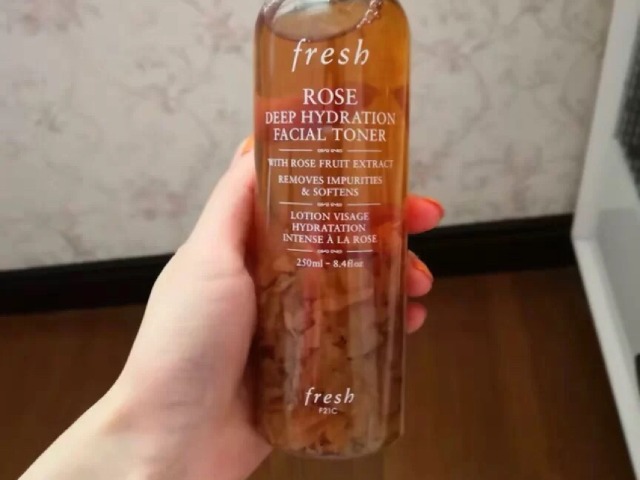 fresh
ROSE
DEEP HYDRATION
FACIAL TONER
WITH ROSE FRUIT EXTRACT
REMOVES IMPURITIES
& SOFTENS
LOTION VISAGE
HYDRATATION
INTENSE À LA ROSE
250ml ~ 8.4fl oz
fresh
F21C